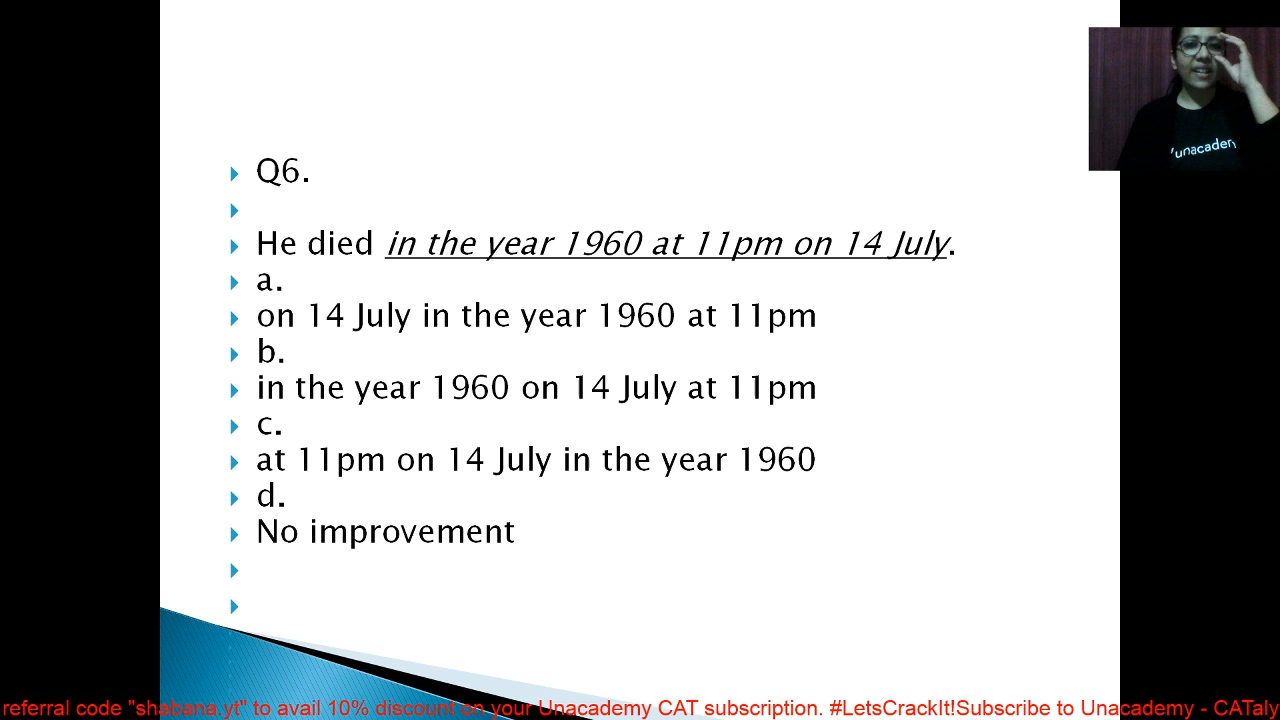 Q6.
He died in the year 1960 at 11pm on 14 July.
a.
on 14 July in the year 1960 at 11pm
b.
in the year 1960 on 14 July at 11pm
c.
at 11pm on 14 July in the year 1960
d.
No improvement
unacademy
referral code "shabana.yt" to avail 10% discount on your Unacademy CAT subscription. #LetsCrackIt!Subscribe to Unacademy - CATaly